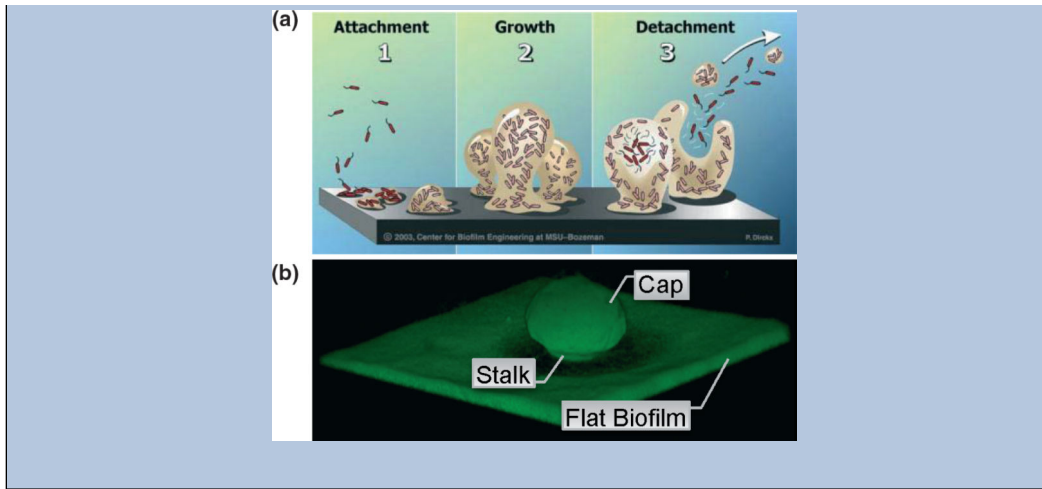 (a)
Attachment
1
Growth
2
Detachment
3
© 2003, Center for Biofilm Engineering at MSU-Bozeman
P. Dirckx
(b)
Cap
Stalk
Flat Biofilm